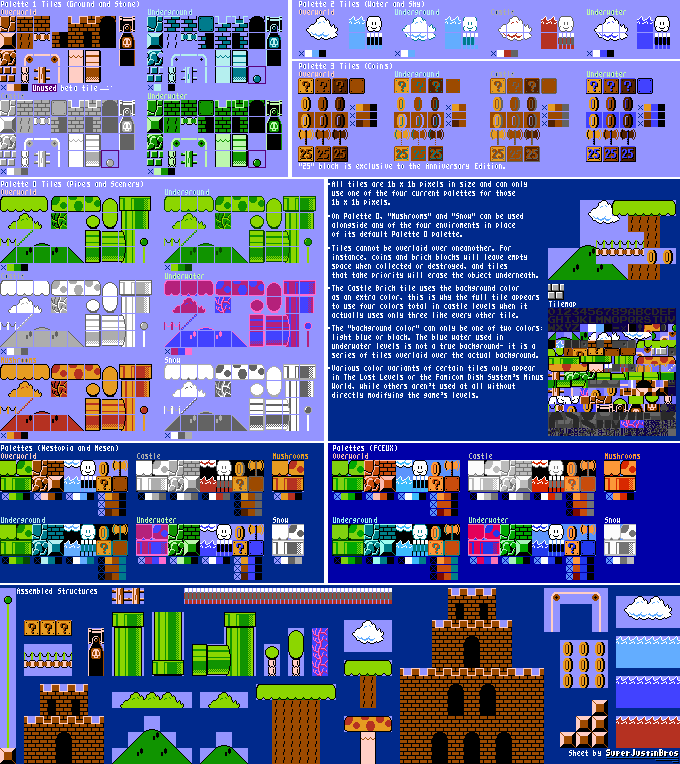 Palette 1 Tiles (Ground and Stone)
Overworld
Underground
Unused beta tile
Underwater
Palette 2 Tiles (Water and Sky)
Overworld
Underground
Underwater
Palette 3 Tiles (Coins)
Overworld
Underground
Underwater
"25" block is exclusive to the Anniversary Edition.
Palette 0 Tiles (Pipes and Scenery)
Overworld
Underground
Underwater
Snow
•All tiles are 16 x 16 pixels in size and can only
use one of the four current palettes for those
16 x 16 pixels.
•On Palette 0, "Mushrooms" and "Snow" can be used
alongside any of the four enviroments in place
of its default Palette 0 palette.
•Tiles cannot be overlaid over oneanother. For
instance, coins and brick blocks will leave empty
space when collected or destroyed, and tiles
that take priority will erase the object underneath.
•The Castle Brick tile uses the background color
as an extra color, this is why the full tile appears
to use four colors total in castle levels when it
actually uses only three like every other tile.
•The "background color" can only be one of two colors:
light blue or black. The blue water used in
underwater levels is not a true background- it is a
series of tiles overlaid over the actual background.
•Various color variants of certain tiles only appear
in The Lost Levels or the Famicom Disk System's Minus
World, while others aren't used at all without
directly modifying the game's levels.
Tilemap
Palettes (Nestopia and Mesen)
Overworld
Castle
Mushrooms
Underground
Underwater
Snow
Palettes (FCEUX)
Overworld
Castle
Mushrooms
Underground
Underwater
Snow
Assembled Structures
Sheet by SuperJustinBros